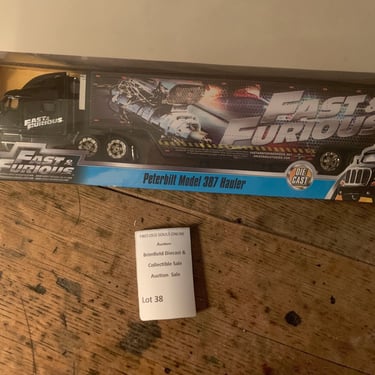 FAST &
FURIOUS
FAST &
FURIOUS
FAST &
FURIOUS
Peterbilt Model 387 Hauler
DIE
CAST
Auction
Brimfield Diecast &
Collectible Sale
Auction Sale
Lot 38